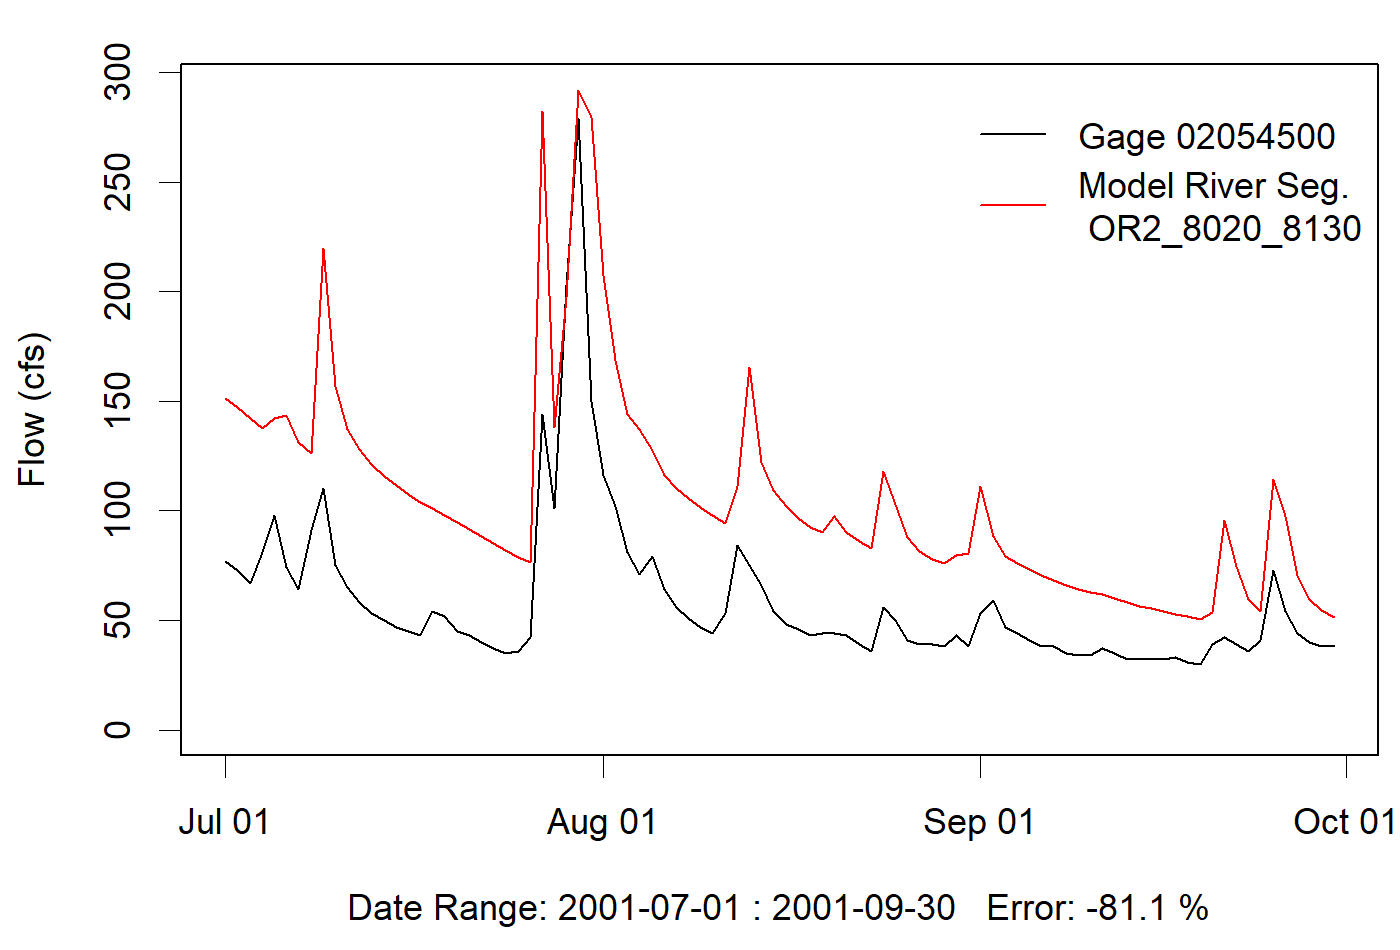 300
250
200
150
100
50
0
Flow (cfs)
Gage 02054500
Model River Seg.
OR2_8020_8130
Jul 01 Aug 01 Sep 01 Oct 01
Date Range: 2001-07-01 : 2001-09-30 Error: -81.1 %